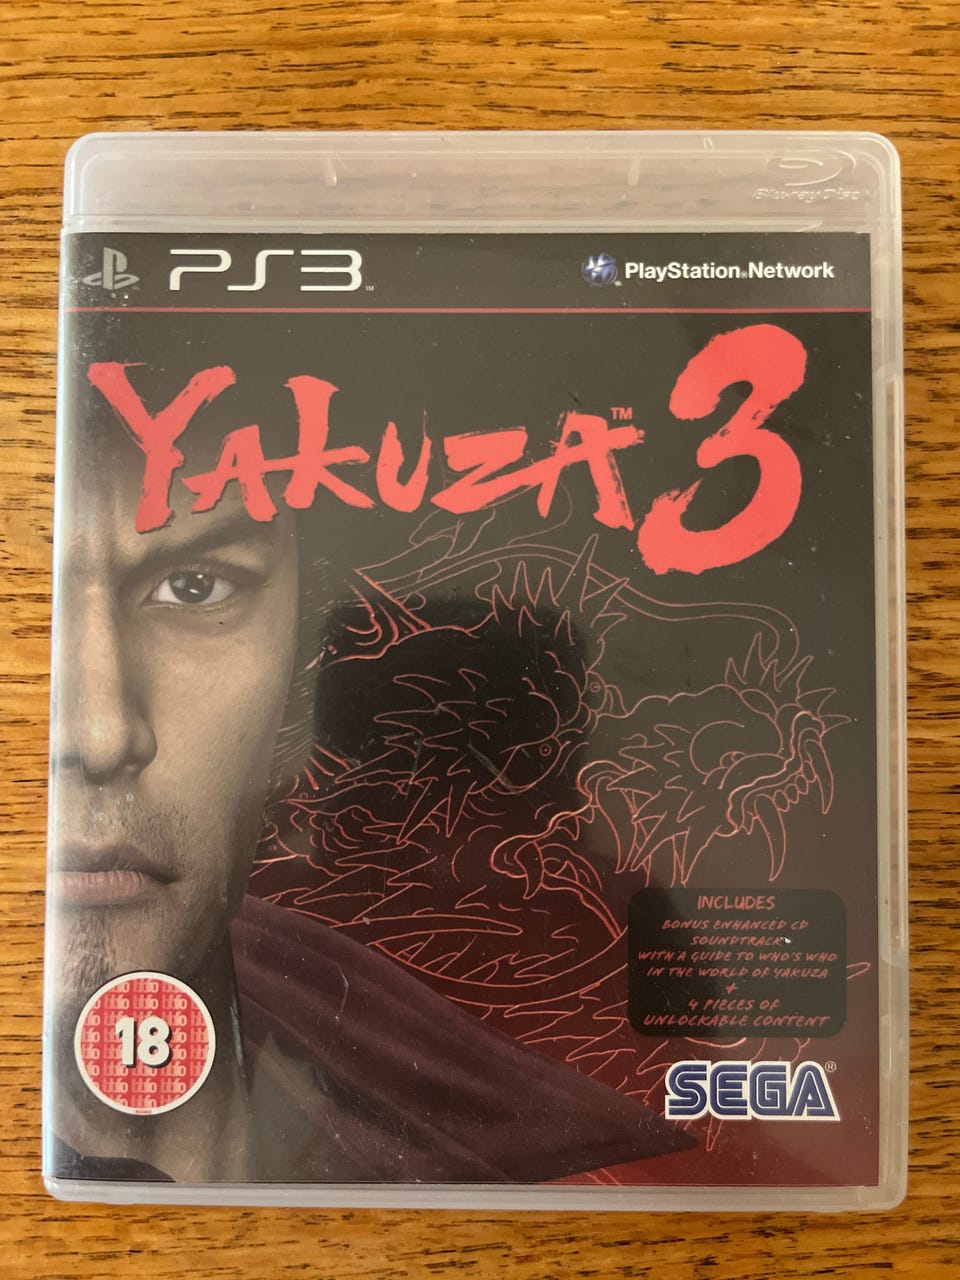 Blu-ray Disc
PS3™
PlayStation®Network
YAKUZA™ 3
INCLUDES
BONUS ENHANCED CD
SOUNDTRACK
WITH A GUIDE TO WHO'S WHO
IN THE WORLD OF YAKUZA
+
4 PIECES OF
UNLOCKABLE CONTENT
18
SEGA®